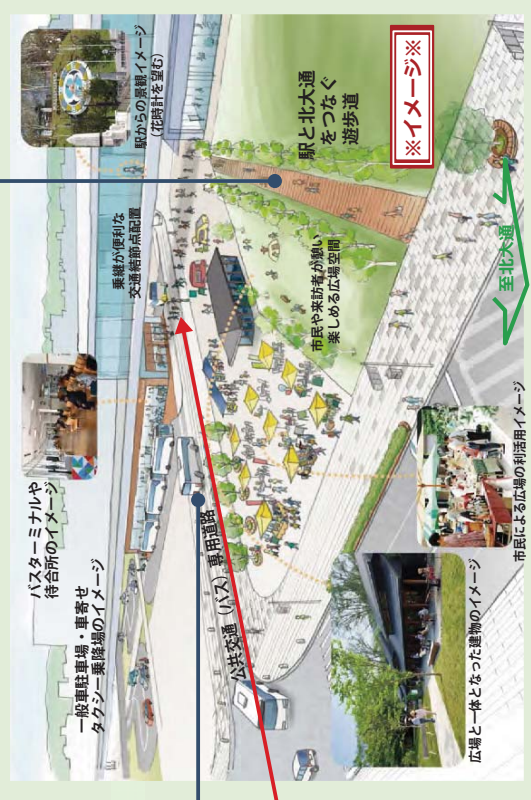 バスターミナルや
待合所のイメージ
一般車駐車場・車寄せ
タクシー乗降場のイメージ
乗継が便利な
交通結節点配置
駅からの景観イメージ
(花時計を望む)
公共交通(バス)専用道路
市民や来訪者が憩い
楽しめる広場空間
駅と北大通
をつなぐ
遊歩道
※イメージ※
至北大通
広場と一体となった建物のイメージ
市民による広場の利活用イメージ